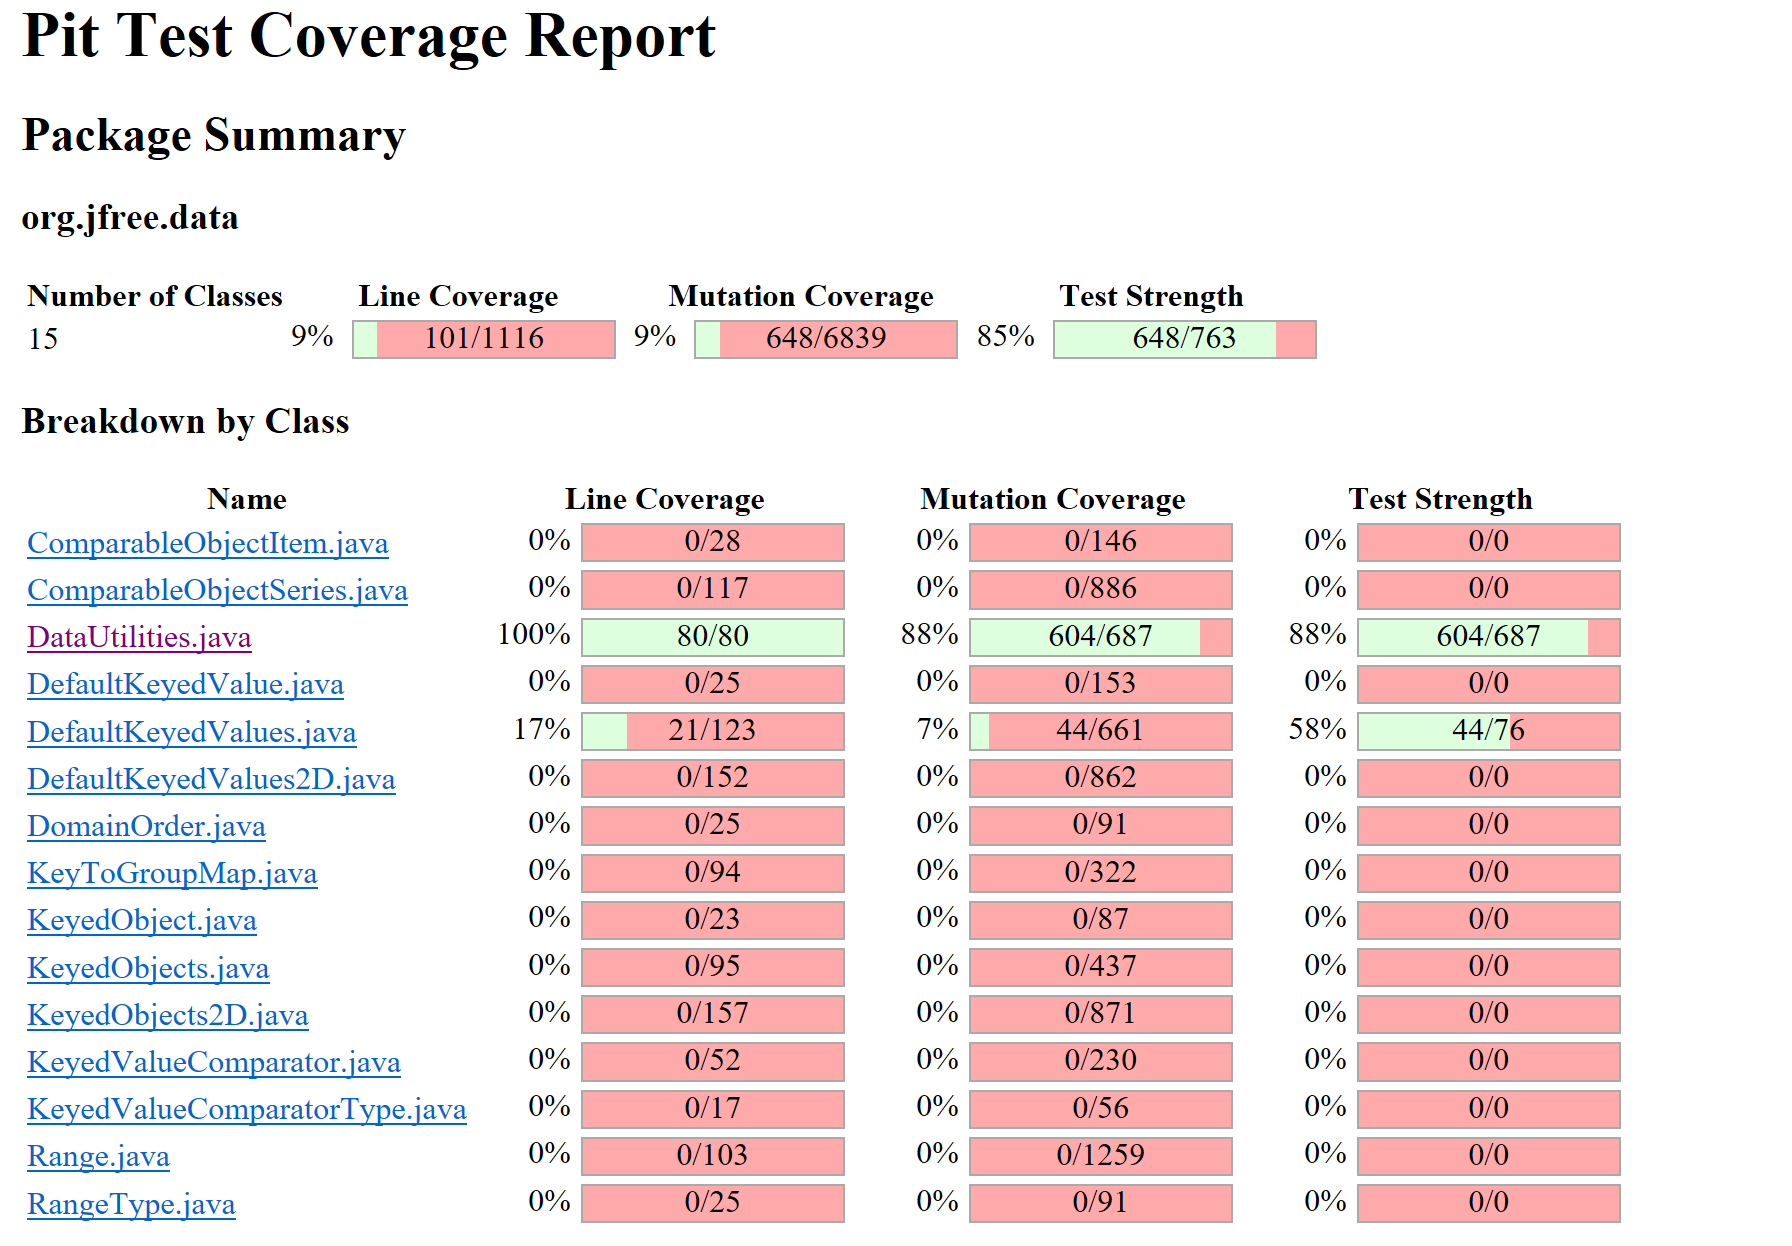 Pit Test Coverage Report
Package Summary
org.jfree.data
Number of Classes Line Coverage Mutation Coverage Test Strength
15 9% 101/1116 9% 648/6839 85% 648/763
Breakdown by Class
Name Line Coverage Mutation Coverage Test Strength
ComparableObjectItem.java 0% 0/28 0% 0/146 0% 0/0
ComparableObjectSeries.java 0% 0/117 0% 0/886 0% 0/0
DataUtilities.java 100% 80/80 88% 604/687 88% 604/687
DefaultKeyedValue.java 0% 0/25 0% 0/153 0% 0/0
DefaultKeyedValues.java 17% 21/123 7% 44/661 58% 44/76
DefaultKeyedValues2D.java 0% 0/152 0% 0/862 0% 0/0
DomainOrder.java 0% 0/25 0% 0/91 0% 0/0
KeyToGroupMap.java 0% 0/94 0% 0/322 0% 0/0
KeyedObject.java 0% 0/23 0% 0/87 0% 0/0
KeyedObjects.java 0% 0/95 0% 0/437 0% 0/0
KeyedObjects2D.java 0% 0/157 0% 0/871 0% 0/0
KeyedValueComparator.java 0% 0/52 0% 0/230 0% 0/0
KeyedValueComparatorType.java 0% 0/17 0% 0/56 0% 0/0
Range.java 0% 0/103 0% 0/1259 0% 0/0
RangeType.java 0% 0/25 0% 0/91 0% 0/0